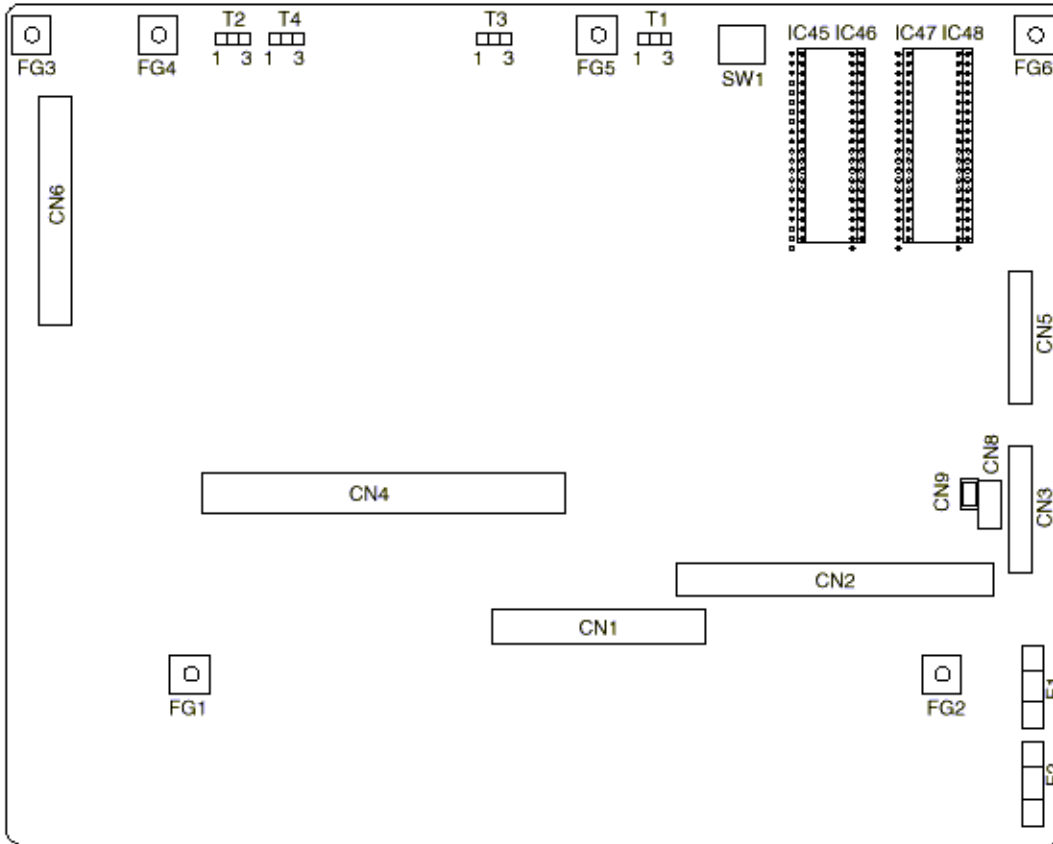 T2 T4 T3 T1 IC45 IC46 IC47 IC48
1 3 1 3 1 3 1 3
FG3 FG4 FG5 SW1 FG6
CN6
CN5
CN8
CN9
CN3
CN4
CN2
CN1
FG1 FG2